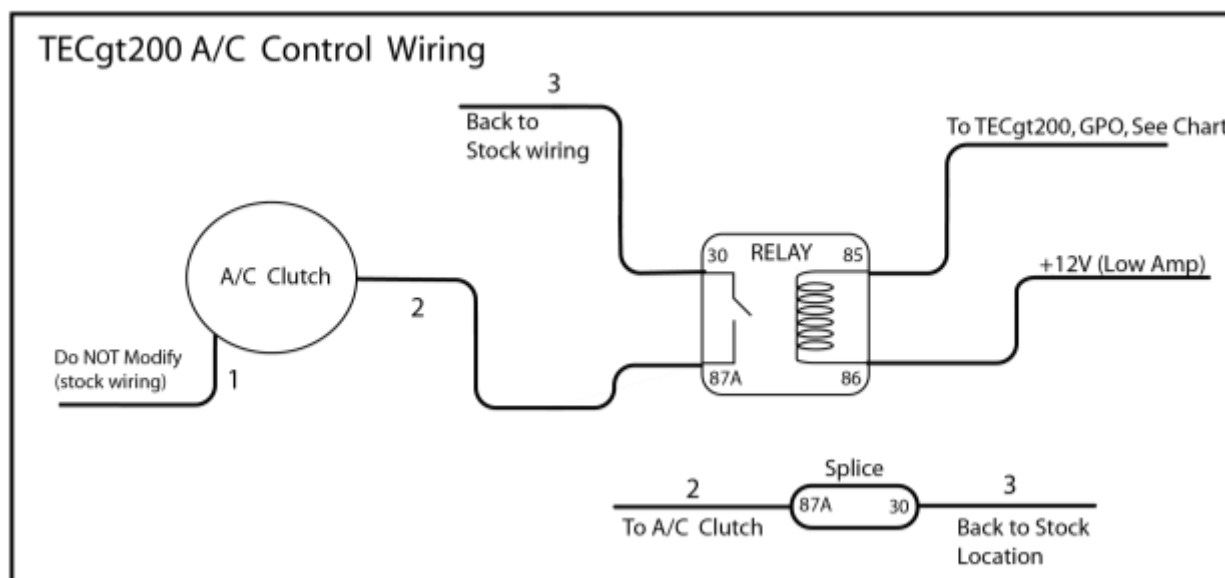 TECgt200 A/C Control Wiring
3
Back to
Stock wiring
To TECgt200, GPO, See Chart
A/C Clutch
2
30
RELAY
85
+12V (Low Amp)
Do NOT Modify
(stock wiring)
1
87A
86
Splice
2
87A
30
3
To A/C Clutch
Back to Stock
Location